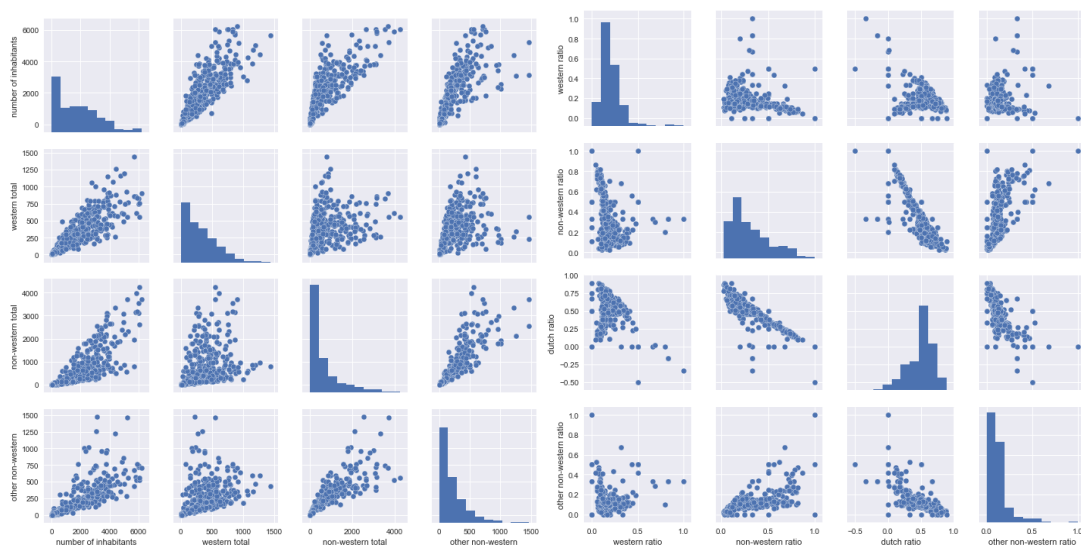 number of inhabitants
6000
4000
2000
0
western total
1500
1250
1000
750
500
250
0
non-western total
4000
3000
2000
1000
0
other non-western
1500
1250
1000
750
500
250
0
0 2000 4000 6000
number of inhabitants
0 500 1000 1500
western total
0 2000 4000
non-western total
0 500 1000 1500
other non-western
western ratio
1.0
0.8
0.6
0.4
0.2
0.0
non-western ratio
1.0
0.8
0.6
0.4
0.2
0.0
dutch ratio
1.00
0.75
0.50
0.25
0.00
−0.25
−0.50
other non-western ratio
1.0
0.8
0.6
0.4
0.2
0.0
0.0 0.5 1.0
western ratio
0.0 0.5 1.0
non-western ratio
−0.5 0.0 0.5 1.0
dutch ratio
0.0 0.5 1.0
other non-western ratio